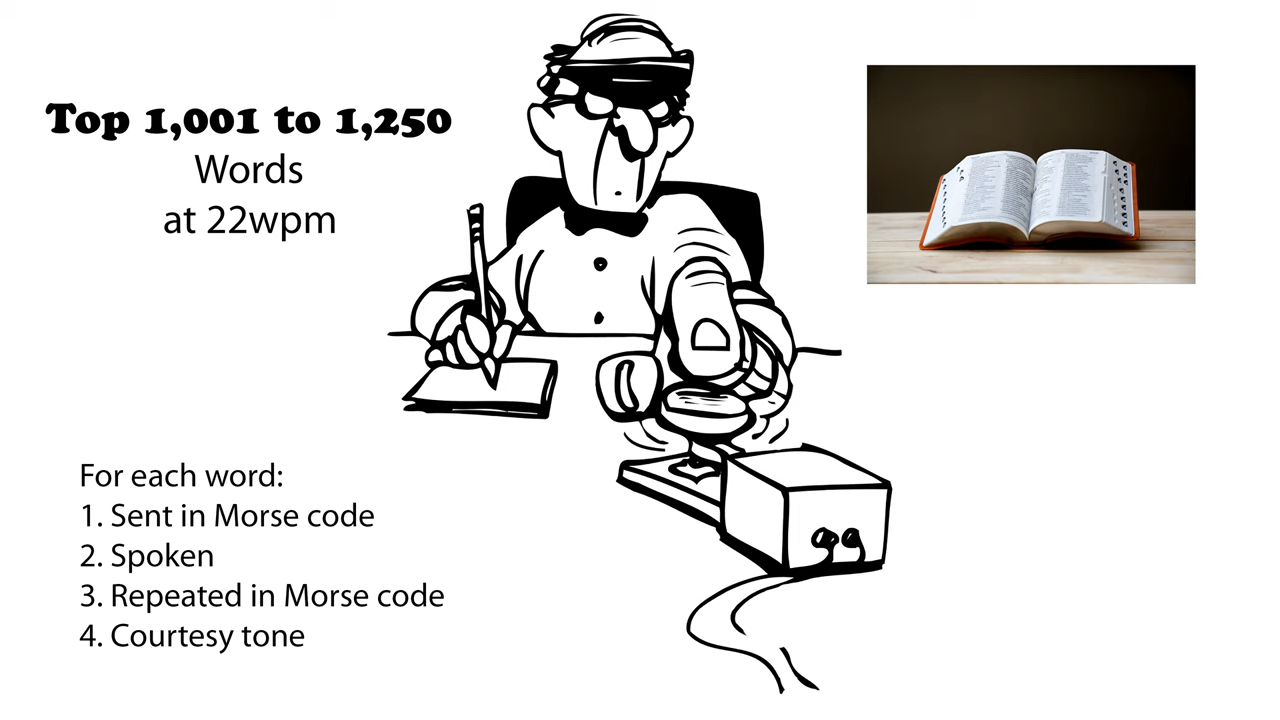 Top 1,001 to 1,250
Words
at 22wpm
For each word:
1. Sent in Morse code
2. Spoken
3. Repeated in Morse code
4. Courtesy tone